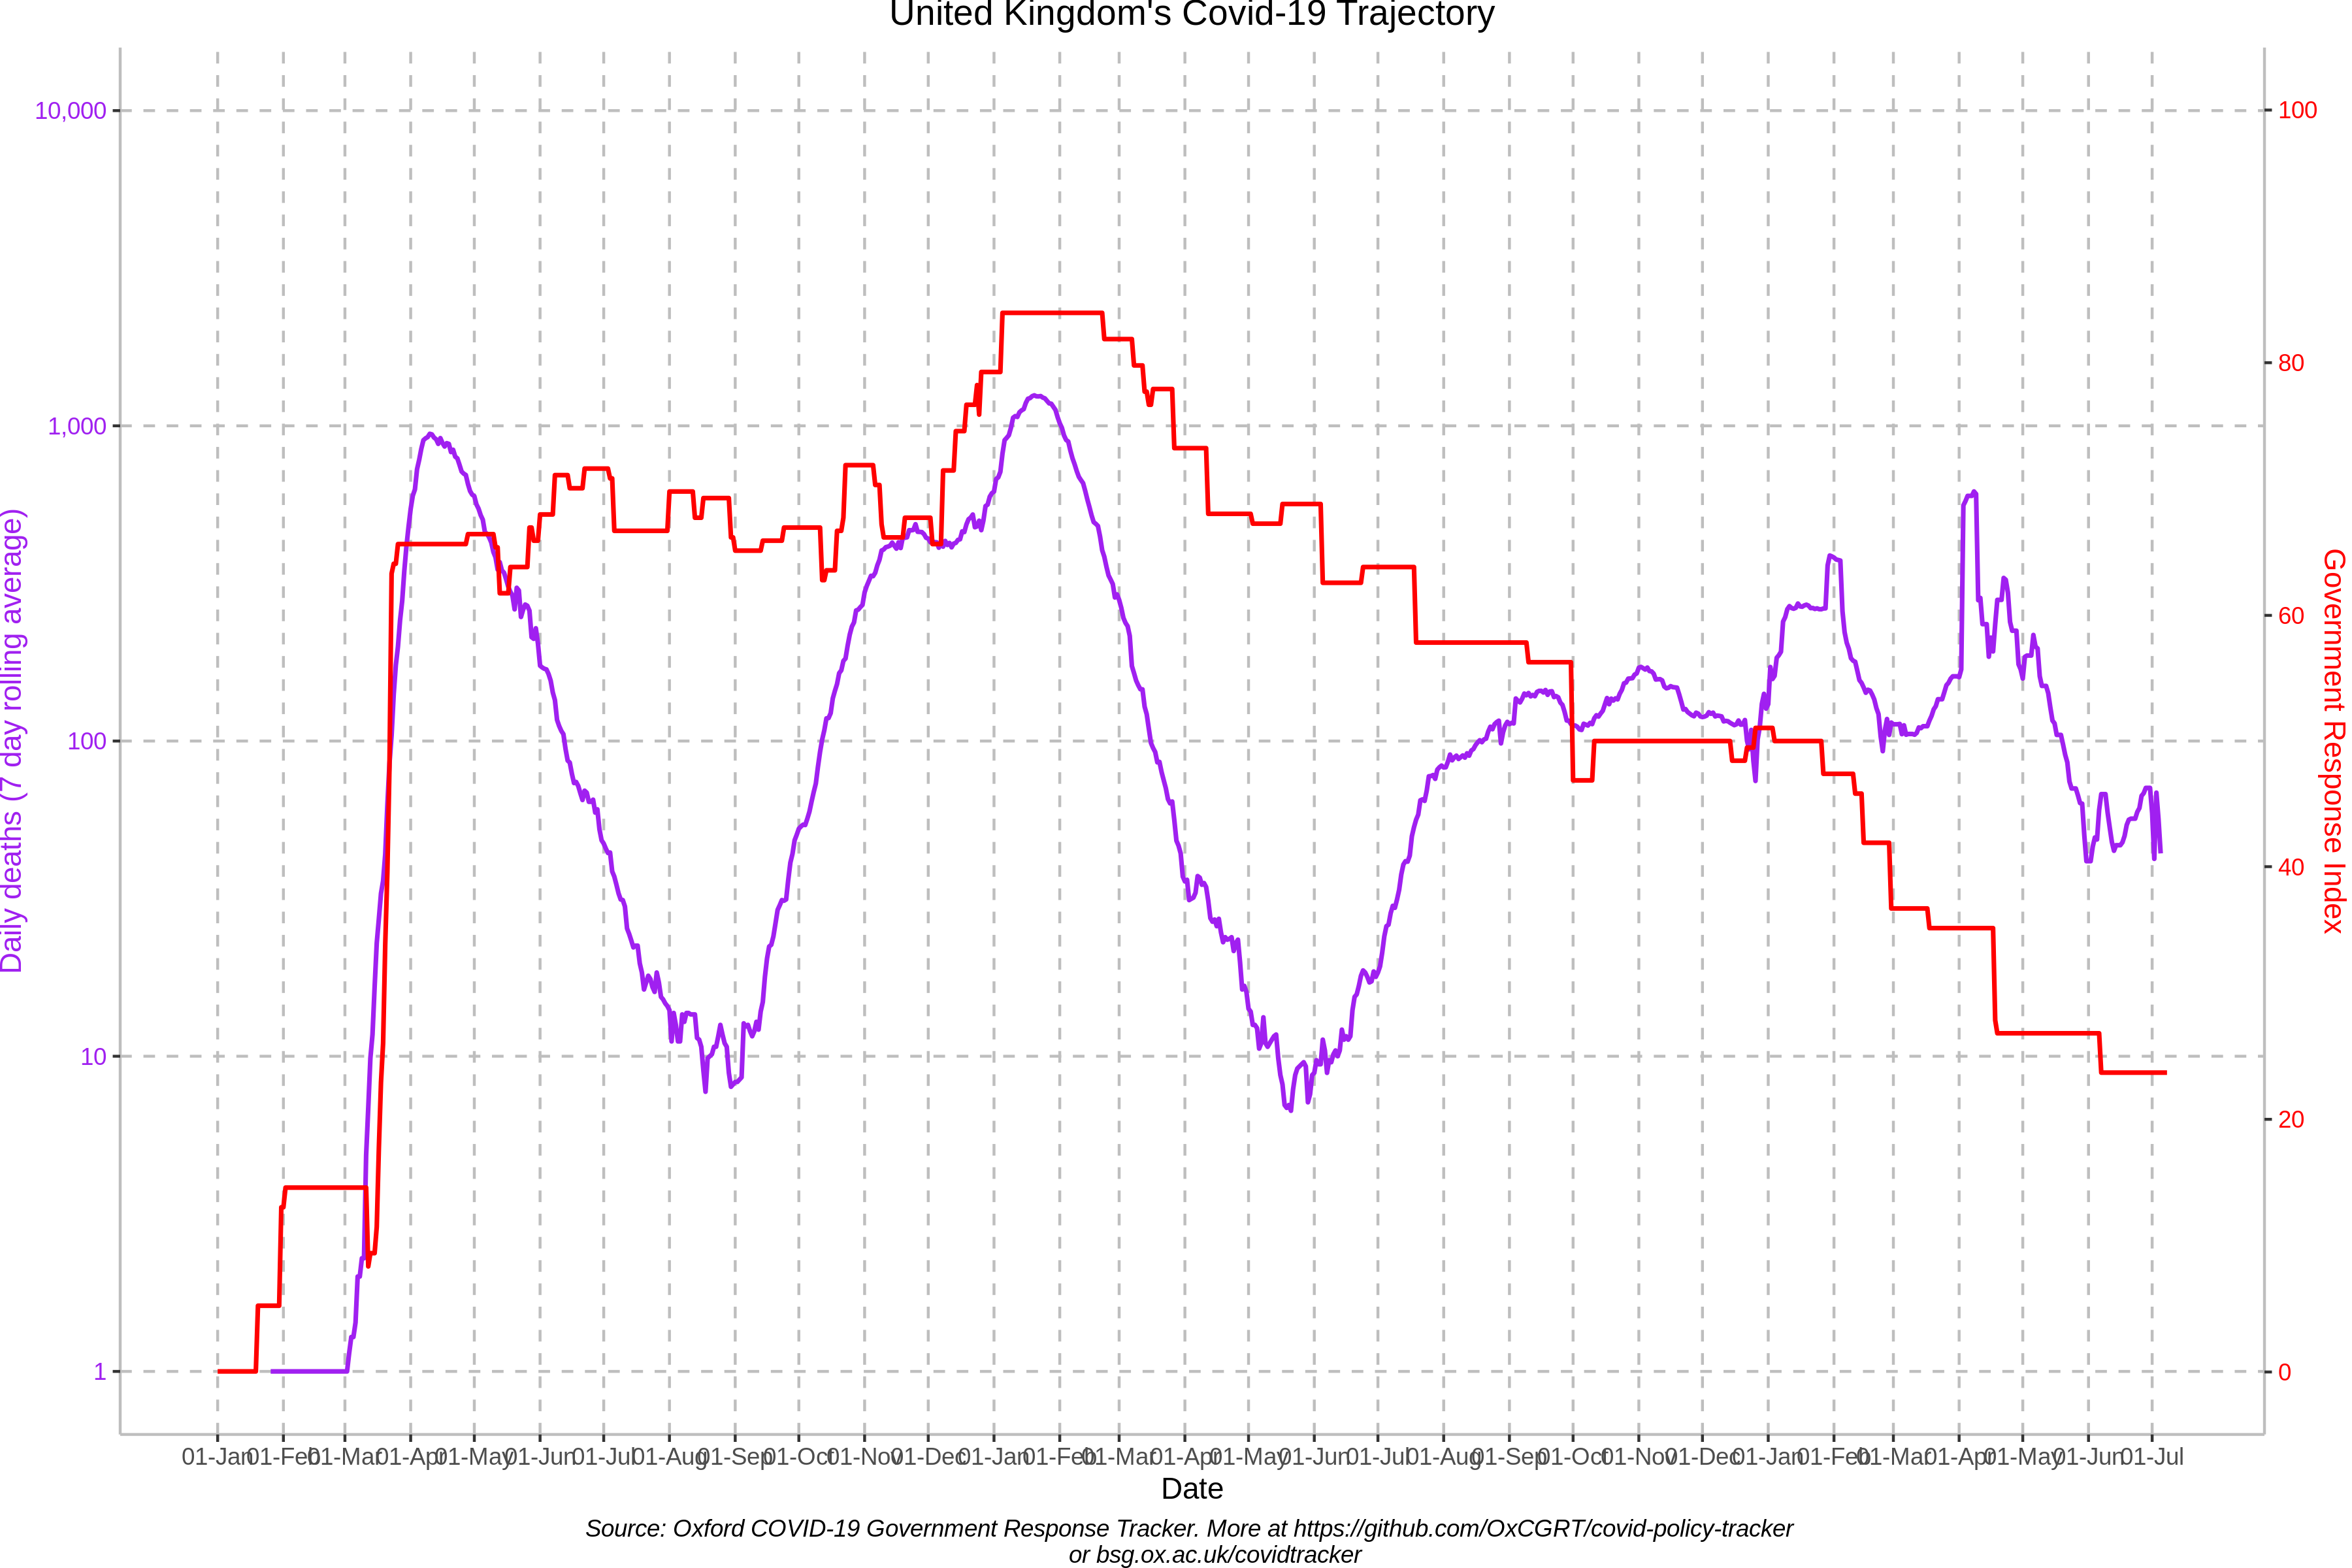 United Kingdom's Covid-19 Trajectory
10,000
1,000
100
10
1
Daily deaths (7 day rolling average)
100
80
60
40
20
0
Government Response Index
01-Jan 01-Feb 01-Mar 01-Apr 01-May 01-Jun 01-Jul 01-Aug 01-Sep 01-Oct 01-Nov 01-Dec 01-Jan 01-Feb 01-Mar 01-Apr 01-May 01-Jun 01-Jul 01-Aug 01-Sep 01-Oct 01-Nov 01-Dec 01-Jan 01-Feb 01-Mar 01-Apr 01-May 01-Jun 01-Jul
Date
Source: Oxford COVID-19 Government Response Tracker. More at https://github.com/OxCGRT/covid-policy-tracker
or bsg.ox.ac.uk/covidtracker